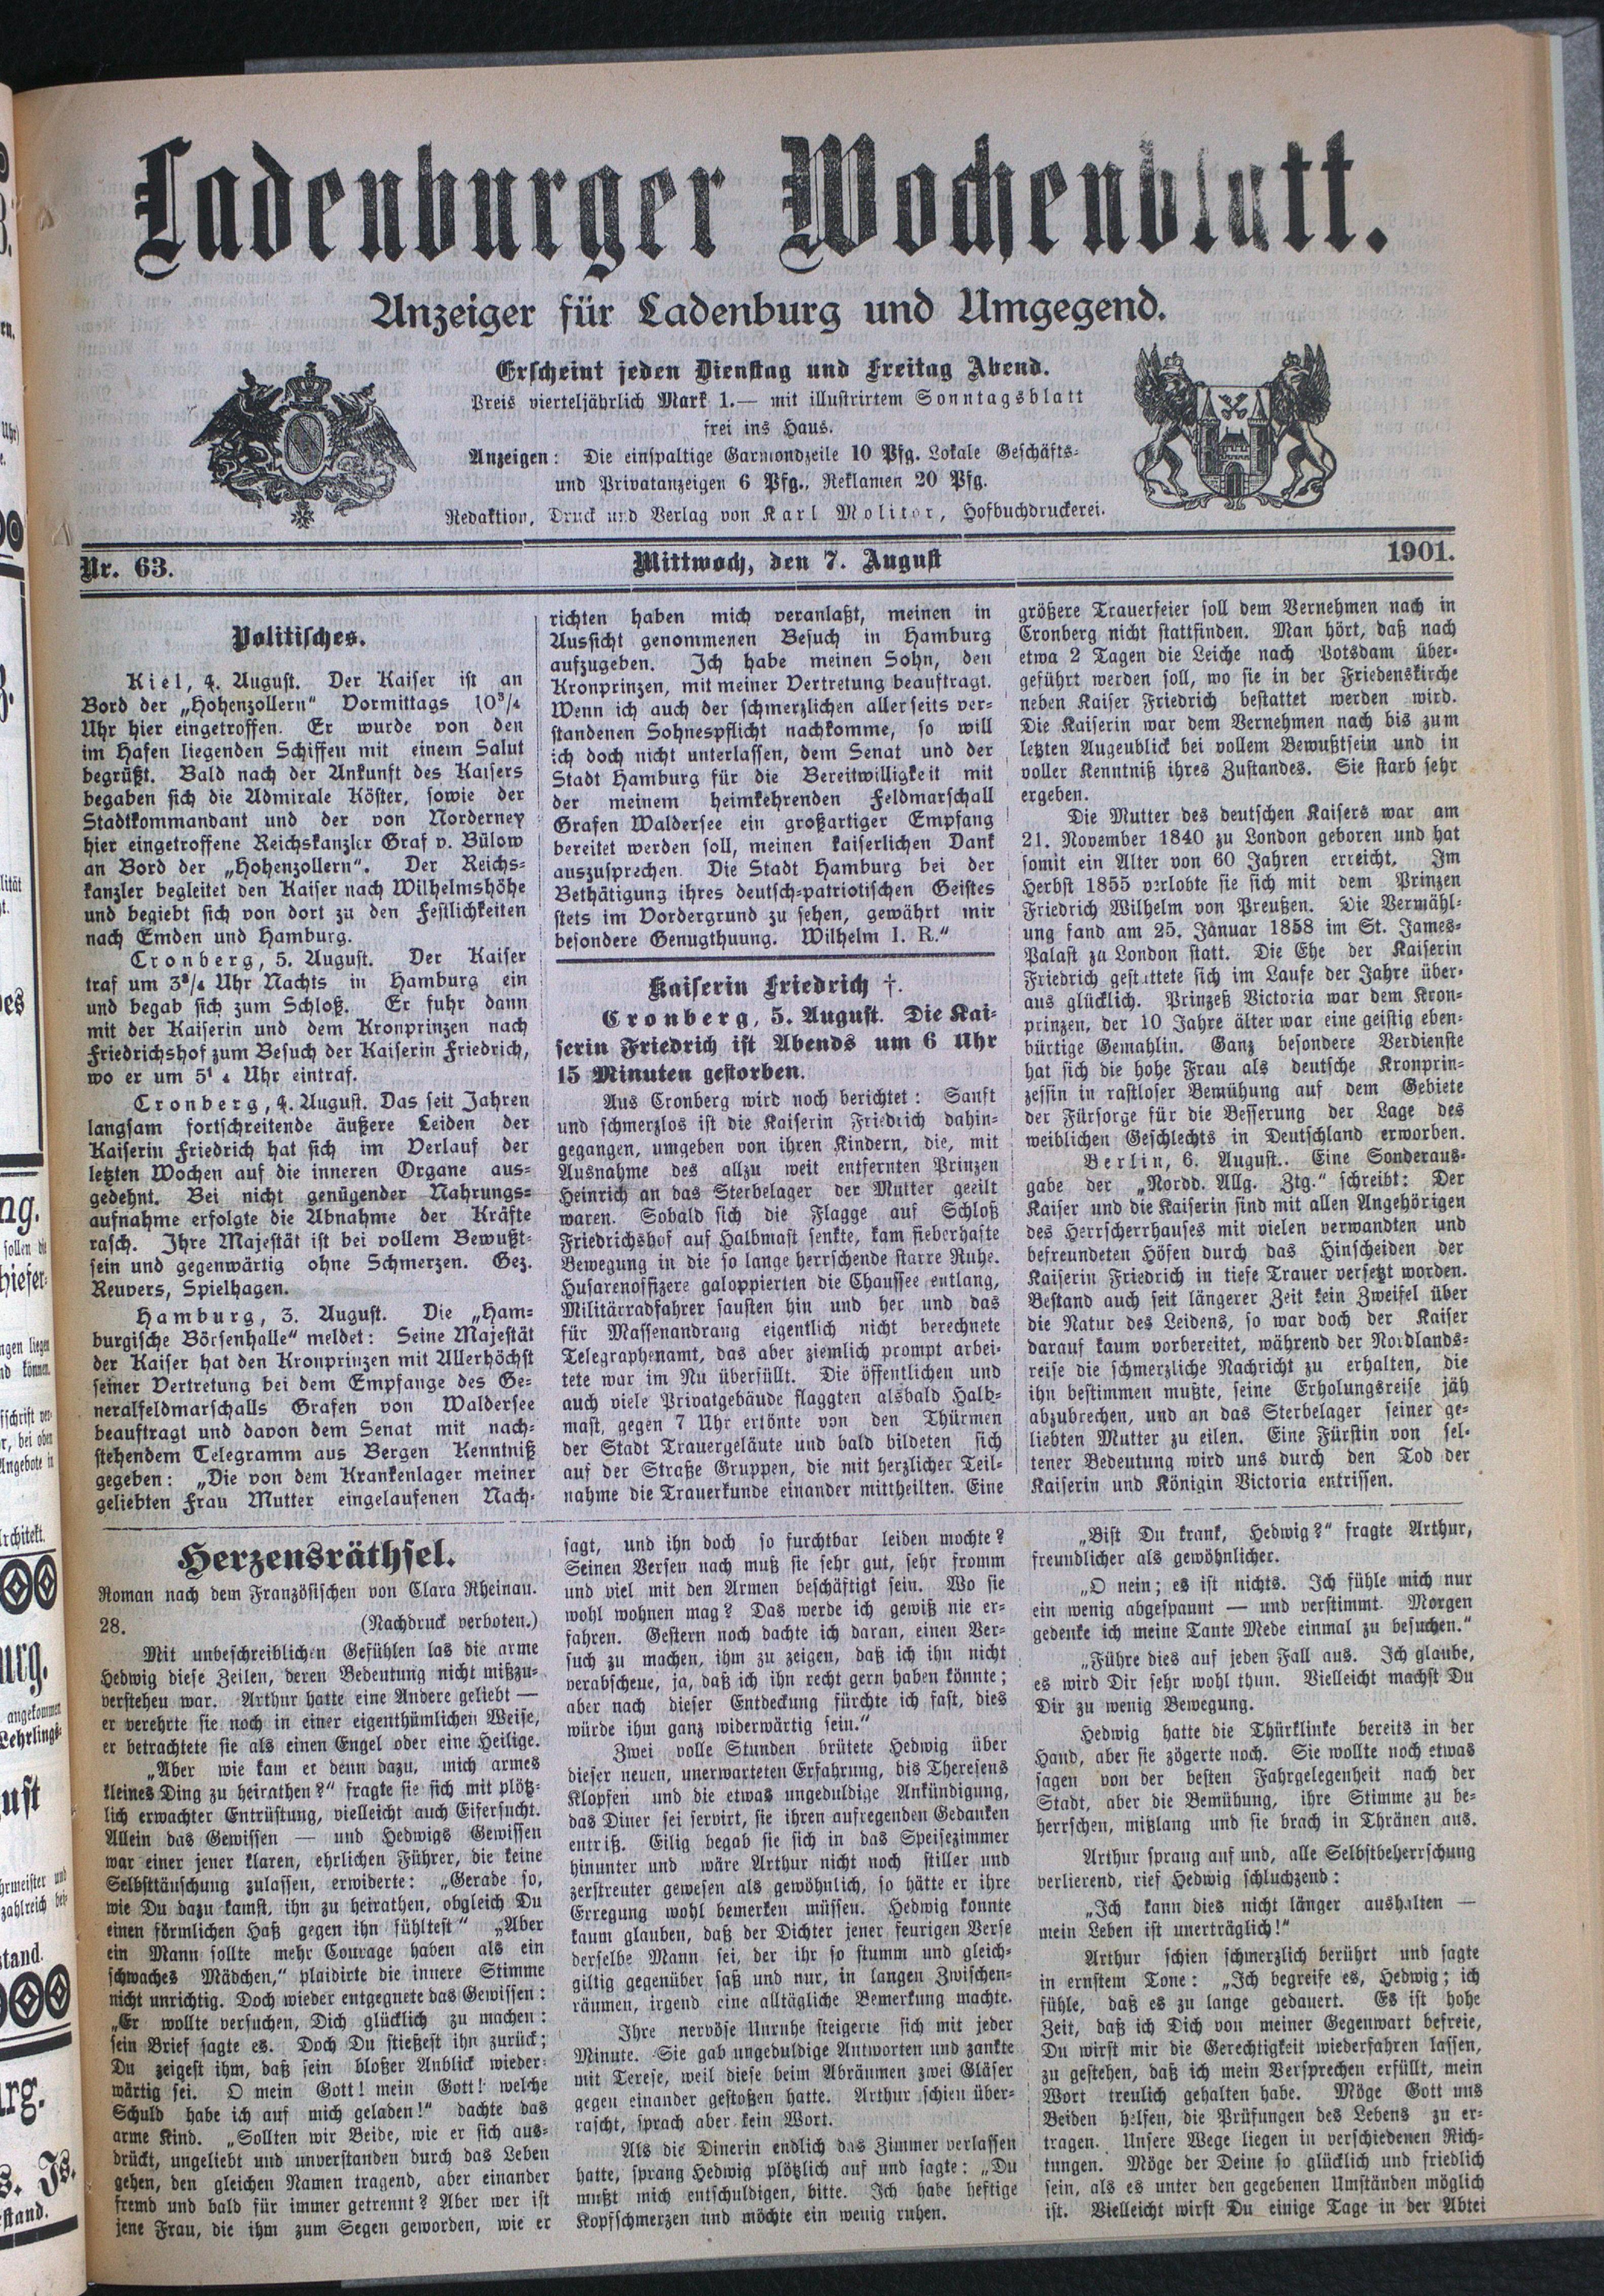 Ladenburger Wochenblatt.
Anzeiger für Ladenburg und Umgegend.
Erscheint jeden Dienstag und Freitag Abend.
Preis vierteljährlich Mark 1.— mit illustrirtem Sonntagsblatt
frei ins Haus.
Anzeigen: Die einspaltige Garmondzeile 10 Pfg. Lokale Geschäfts-
und Privatanzeigen 6 Pfg., Reklamen 20 Pfg.
Redaktion, Druck und Verlag von Karl Molitor, Hofbuchdruckerei.
Nr. 63. Mittwoch, den 7. August 1901.
Politisches.
Kiel, 4. August. Der Kaiser ist an
Bord der „Hohenzollern“ Vormittags 10³/₄
Uhr hier eingetroffen. Er wurde von den
im Hafen liegenden Schiffen mit einem Salut
begrüßt. Bald nach der Ankunft des Kaisers
begaben sich die Admirale Köster, sowie der
Stadtkommandant und der von Norderney
hier eingetroffene Reichskanzler Graf v. Bülow
an Bord der „Hohenzollern“. Der Reichs-
kanzler begleitet den Kaiser nach Wilhelmshöhe
und begiebt sich von dort zu den Festlichkeiten
nach Emden und Hamburg.
Cronberg, 5. August. Der Kaiser
traf um 3³/₄ Uhr Nachts in Hamburg ein
und begab sich zum Schloß. Er fuhr dann
mit der Kaiserin und dem Kronprinzen nach
Friedrichshof zum Besuch der Kaiserin Friedrich,
wo er um 5¹ ₄ Uhr eintraf.
Cronberg, 4. August. Das seit Jahren
langsam fortschreitende äußere Leiden der
Kaiserin Friedrich hat sich im Verlauf der
letzten Wochen auf die inneren Organe aus-
gedehnt. Bei nicht genügender Nahrungs-
aufnahme erfolgte die Abnahme der Kräfte
rasch. Ihre Majestät ist bei vollem Bewußt-
sein und gegenwärtig ohne Schmerzen. Gez.
Reuvers, Spielhagen.
Hamburg, 3. August. Die „Ham-
burgische Börsenhalle“ meldet: Seine Majestät
der Kaiser hat den Kronprinzen mit Allerhöchst
seiner Vertretung bei dem Empfange des Ge-
neralfeldmarschalls Grafen von Waldersee
beauftragt und davon dem Senat mit nach-
stehendem Telegramm aus Bergen Kenntniß
gegeben: „Die von dem Krankenlager meiner
geliebten Frau Mutter eingelaufenen Nach-
richten haben mich veranlaßt, meinen in
Aussicht genommenen Besuch in Hamburg
aufzugeben. Ich habe meinen Sohn, den
Kronprinzen, mit meiner Vertretung beauftragt.
Wenn ich auch der schmerzlichen allerseits ver-
standenen Sohnespflicht nachkomme, so will
ich doch nicht unterlassen, dem Senat und der
Stadt Hamburg für die Bereitwilligkeit mit
der meinem heimkehrenden Feldmarschall
Grafen Waldersee ein großartiger Empfang
bereitet werden soll, meinen kaiserlichen Dank
auszusprechen. Die Stadt Hamburg bei der
Bethätigung ihres deutsch-patriotischen Geistes
stets im Vordergrund zu sehen, gewährt mir
besondere Genugthuung. Wilhelm I. R.“
Kaiserin Friedrich †.
Cronberg, 5. August. Die Kai-
serin Friedrich ist Abends um 6 Uhr
15 Minuten gestorben.
Aus Cronberg wird noch berichtet: Sanft
und schmerzlos ist die Kaiserin Friedrich dahin-
gegangen, umgeben von ihren Kindern, die, mit
Ausnahme des allzu weit entfernten Prinzen
Heinrich an das Sterbelager der Mutter geeilt
waren. Sobald sich die Flagge auf Schloß
Friedrichshof auf Halbmast senkte, kam fieberhafte
Bewegung in die so lange herrschende starre Ruhe.
Husarenoffizere galoppierten die Chaussee entlang,
Militärradfahrer sausten hin und her und das
für Massenandrang eigentlich nicht berechnete
Telegraphenamt, das aber ziemlich prompt arbei-
tete war im Nu überfüllt. Die öffentlichen und
auch viele Privatgebäude flaggten alsbald Halb-
mast, gegen 7 Uhr ertönte von den Thürmen
der Stadt Trauergeläute und bald bildeten sich
auf der Straße Gruppen, die mit herzlicher Teil-
nahme die Trauerkunde einander mittheilten. Eine
größere Trauerfeier soll dem Vernehmen nach in
Cronberg nicht stattfinden. Man hört, daß nach
etwa 2 Tagen die Leiche nach Potsdam über-
geführt werden soll, wo sie in der Friedenskirche
neben Kaiser Friedrich bestattet werden wird.
Die Kaiserin war dem Vernehmen nach bis zum
letzten Augeublick bei vollem Bewußtsein und in
voller Kenntniß ihres Zustandes. Sie starb sehr
ergeben.
Die Mutter des deutschen Kaisers war am
21. November 1840 zu London geboren und hat
somit ein Alter von 60 Jahren erreicht. Im
Herbst 1855 verlobte sie sich mit dem Prinzen
Friedrich Wilhelm von Preußen. Die Vermähl-
ung fand am 25. Januar 1858 im St. James-
Palast zu London statt. Die Ehe der Kaiserin
Friedrich gestattete sich im Laufe der Jahre über-
aus glücklich. Prinzeß Victoria war dem Kron-
prinzen, der 10 Jahre älter war eine geistig eben-
bürtige Gemahlin. Ganz besondere Verdienste
hat sich die hohe Frau als deutsche Kronprin-
zessin in rastloser Bemühung auf dem Gebiete
der Fürsorge für die Besserung der Lage des
weiblichen Geschlechts in Deutschland erworben.
Berlin, 6. August.. Eine Sonderaus-
gabe der „Nordd. Allg. Ztg.“ schreibt: Der
Kaiser und die Kaiserin sind mit allen Angehörigen
des Herrscherrhauses mit vielen verwandten und
befreundeten Höfen durch das Hinscheiden der
Kaiserin Friedrich in tiefe Trauer versetzt worden.
Bestand auch seit längerer Zeit kein Zweifel über
die Natur des Leidens, so war doch der Kaiser
darauf kaum vorbereitet, während der Nordlands-
reise die schmerzliche Nachricht zu erhalten, die
ihn bestimmen mußte, seine Erholungsreise jäh
abzubrechen, und an das Sterbelager seiner ge-
liebten Mutter zu eilen. Eine Fürstin von sel-
tener Bedeutung wird uns durch den Tod der
Kaiserin und Königin Victoria entrissen.
Herzensräthsel.
Roman nach dem Französischen von Clara Rheinau.
28. (Nachdruck verboten.)
Mit unbeschreiblichen Gefühlen las die arme
Hedwig diese Zeilen, deren Bedeutung nicht mißzu-
verstehen war. Arthur hatte eine Andere geliebt —
er verehrte sie noch in einer eigenthümlichen Weise,
er betrachtete sie als einen Engel oder eine Heilige.
„Aber wie kam er denn dazu, mich armes
kleines Ding zu heirathen?“ fragte sie sich mit plötz-
lich erwachter Entrüstung, vielleicht auch Eifersucht.
Allein das Gewissen — und Hedwigs Gewissen
war einer jener klaren, ehrlichen Führer, die keine
Selbsttäuschung zulassen, erwiderte: „Gerade so,
wie Du dazu kamst, ihn zu heirathen, obgleich Du
einen förmlichen Haß gegen ihn fühltest“ „Aber
ein Mann sollte mehr Courage haben als ein
schwaches Mädchen,“ plaidirte die innere Stimme
nicht unrichtig. Doch wieder entgegnete das Gewissen:
„Er wollte versuchen, Dich glücklich zu machen:
sein Brief sagte es. Doch Du stießest ihn zurück;
Du zeigest ihm, daß sein bloßer Anblick wieder-
wärtig sei. O mein Gott! mein Gott! welche
Schuld habe ich auf mich geladen!“ dachte das
arme Kind. „Sollten wir Beide, wie er sich aus-
drückt, ungeliebt und unverstanden durch das Leben
gehen, den gleichen Namen tragend, aber einander
fremd und bald für immer getrennt? Aber wer ist
jene Frau, die ihm zum Segen geworden, wie er
sagt, und ihn doch so furchtbar leiden mochte?
Seinen Versen nach muß sie sehr gut, sehr fromm
und viel mit den Armen beschäftigt sein. Wo sie
wohl wohnen mag? Das werde ich gewiß nie er-
fahren. Gestern noch dachte ich daran, einen Ver-
such zu machen, ihm zu zeigen, daß ich ihn nicht
verabscheue, ja, daß ich ihn recht gern haben könnte;
aber nach dieser Entdeckung fürchte ich fast, dies
würde ihm ganz widerwärtig sein.“
Zwei volle Stunden brütete Hedwig über
dieser neuen, unerwarteten Erfahrung, bis Theresens
Klopfen und die etwas ungeduldige Ankündigung,
das Diner sei servirt, sie ihren aufregenden Gedanken
entriß. Eilig begab sie sich in das Speisezimmer
hinunter und wäre Arthur nicht noch stiller und
zerstreuter gewesen als gewöhnlich, so hätte er ihre
Erregung wohl bemerken müssen. Hedwig konnte
kaum glauben, daß der Dichter jener feurigen Verse
derselbe Mann sei, der ihr so stumm und gleich-
giltig gegenüber saß und nur, in langen Zwischen-
räumen, irgend eine alltägliche Bemerkung machte.
Ihre nervöse Unruhe steigerte sich mit jeder
Minute. Sie gab ungeduldige Antworten und zankte
mit Terese, weil diese beim Abräumen zwei Gläser
gegen einander gestoßen hatte. Arthur schien über-
rascht, sprach aber kein Wort.
Als die Dinerin endlich das Zimmer verlassen
hatte, sprang Hedwig plötzlich auf und sagte: „Du
mußt mich entschuldigen, bitte. Ich habe heftige
Kopfschmerzen und möchte ein wenig ruhen.
„Bist Du krank, Hedwig?“ fragte Arthur,
freundlicher als gewöhnlicher.
„O nein; es ist nichts. Ich fühle mich nur
ein wenig abgespannt — und verstimmt. Morgen
gedenke ich meine Tante Mede einmal zu besuchen.“
„Führe dies auf jeden Fall aus. Ich glaube,
es wird Dir sehr wohl thun. Vielleicht machst Du
Dir zu wenig Bewegung.
Hedwig hatte die Thürklinke bereits in der
Hand, aber sie zögerte noch. Sie wollte noch etwas
sagen von der besten Fahrgelegenheit nach der
Stadt, aber die Bemühung, ihre Stimme zu be-
herrschen, mißlang und sie brach in Thränen aus.
Arthur sprang auf und, alle Selbstbeherrschung
verlierend, rief Hedwig schluchzend:
„Ich kann dies nicht länger aushalten —
mein Leben ist unerträglich!“
Arthur schien schmerzlich berührt und sagte
in ernstem Tone: „Ich begreife es, Hedwig; ich
fühle, daß es zu lange gedauert. Es ist hohe
Zeit, daß ich Dich von meiner Gegenwart befreie,
Du wirst mir die Gerechtigkeit wiederfahren lassen,
zu gestehen, daß ich mein Versprechen erfüllt, mein
Wort treulich gehalten habe. Möge Gott uns
Beiden helfen, die Prüfungen des Lebens zu er-
tragen. Unsere Wege liegen in verschiedenen Rich-
tungen. Möge der Deine so glücklich und friedlich
sein, als es unter den gegebenen Umständen möglich
ist. Vielleicht wirst Du einige Tage in der Abtei